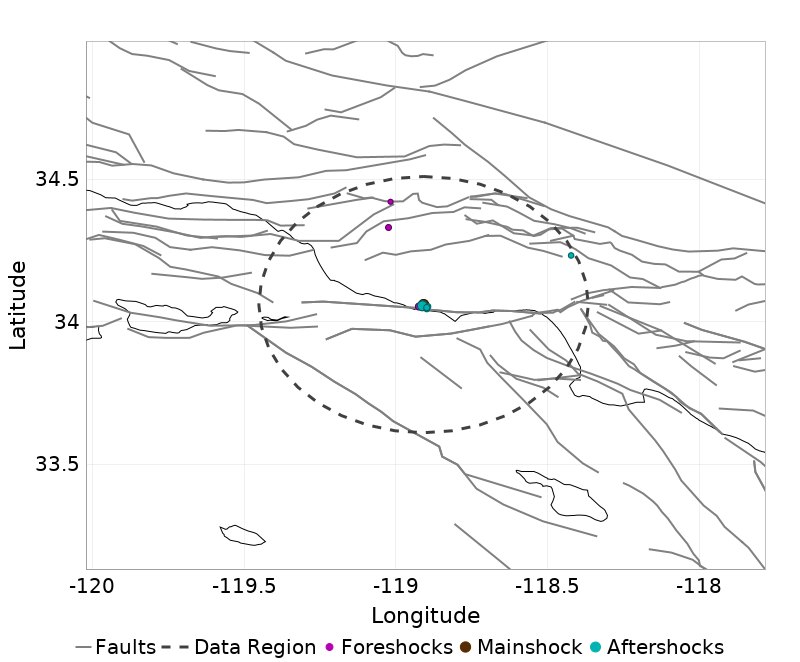 34.5
34
33.5
Latitude
-120 -119.5 -119 -118.5 -118
Longitude
Faults Data Region Foreshocks Mainshock Aftershocks